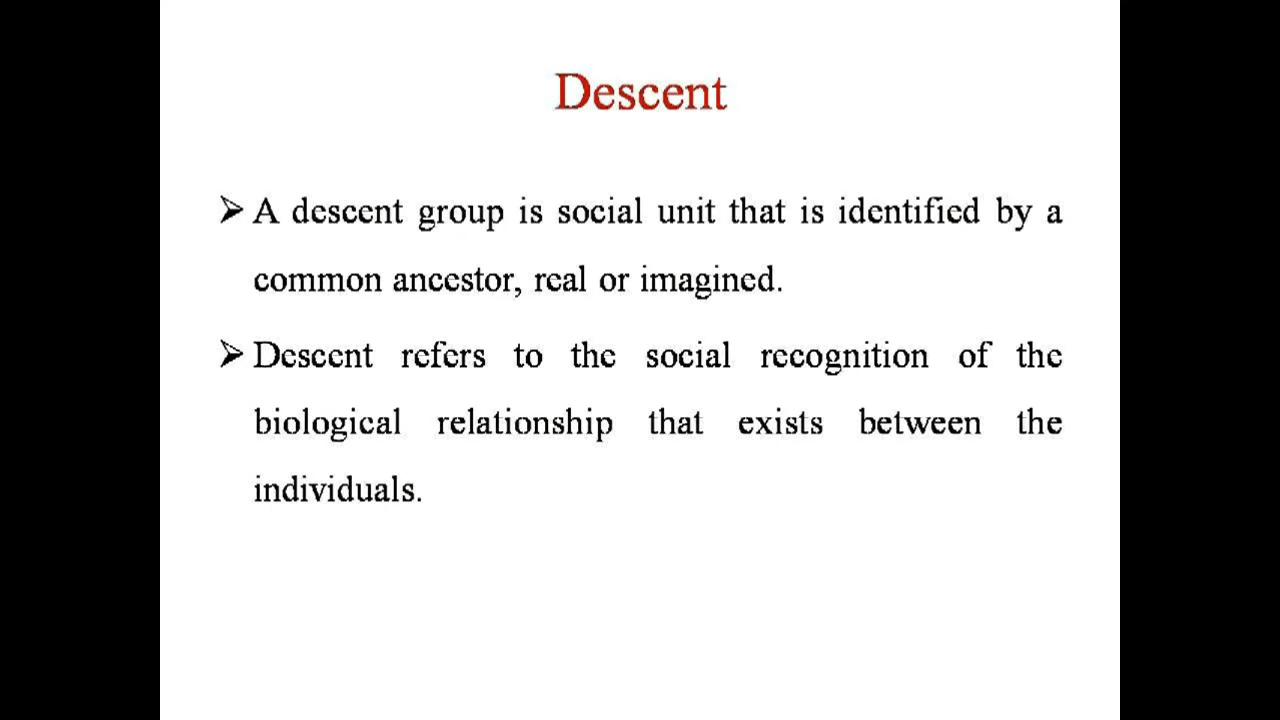 Descent
➢ A descent group is social unit that is identified by a
common ancestor, real or imagined.
➢ Descent refers to the social recognition of the
biological relationship that exists between the
individuals.